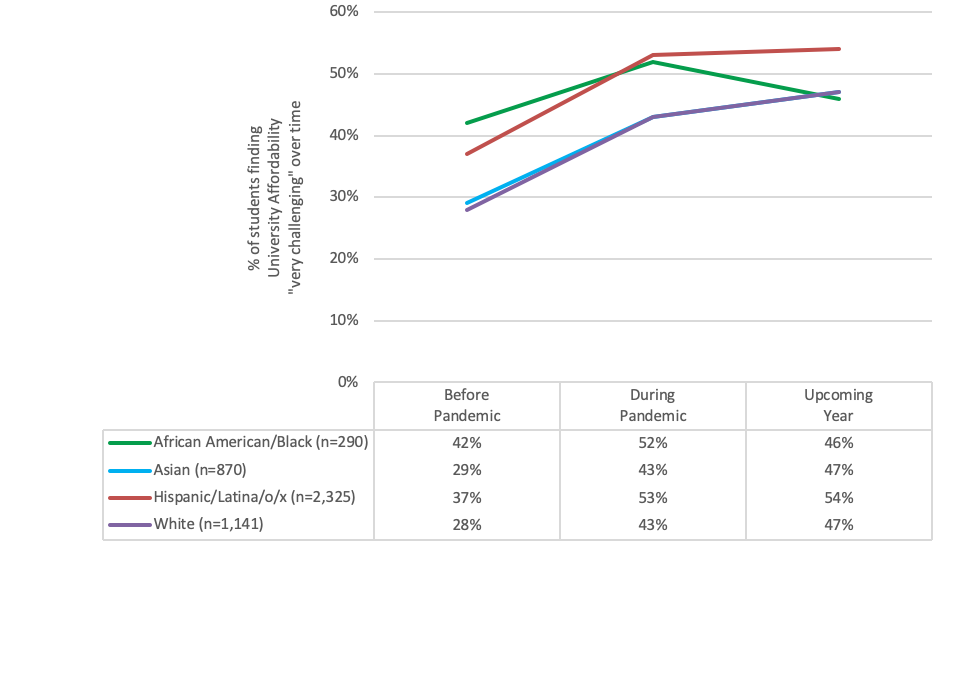 60%
50%
40%
30%
20%
10%
0%
% of students finding
University Affordability
"very challenging" over time
Before
Pandemic
During
Pandemic
Upcoming
Year
African American/Black (n=290) 42% 52% 46%
Asian (n=870) 29% 43% 47%
Hispanic/Latina/o/x (n=2,325) 37% 53% 54%
White (n=1,141) 28% 43% 47%